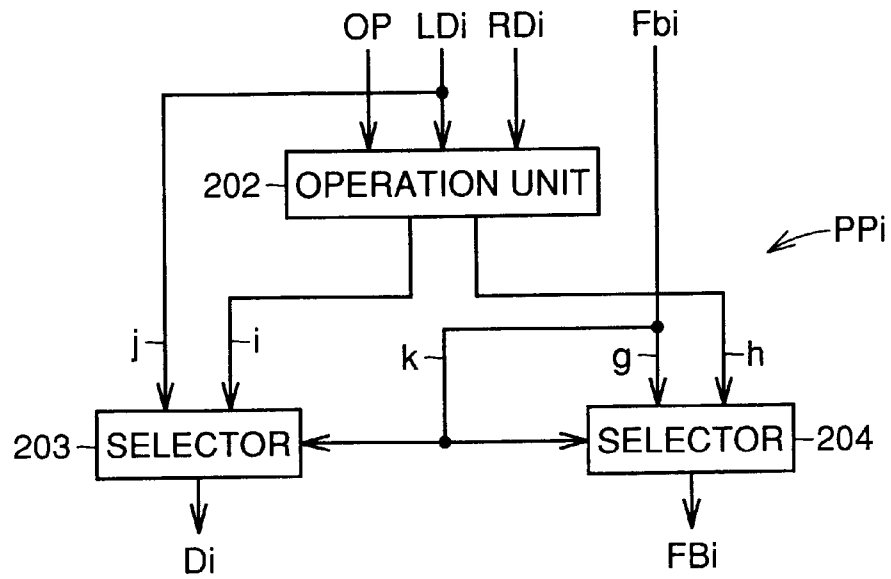 OP LDi RDi Fbi
202 OPERATION UNIT
PPi
j i k g h
203 SELECTOR SELECTOR 204
Di FBi